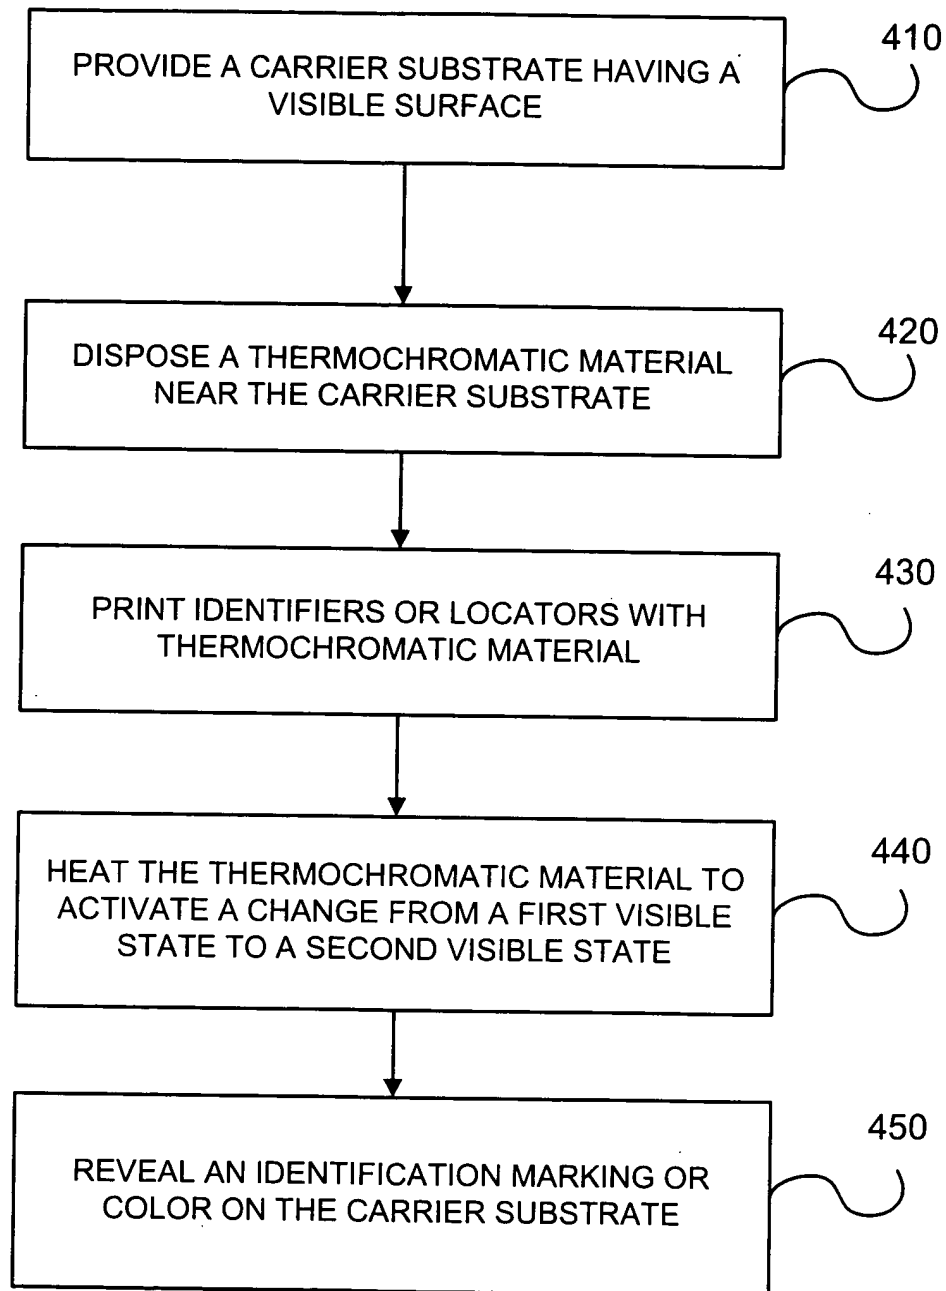 410
PROVIDE A CARRIER SUBSTRATE HAVING A
VISIBLE SURFACE
420
DISPOSE A THERMOCHROMATIC MATERIAL
NEAR THE CARRIER SUBSTRATE
430
PRINT IDENTIFIERS OR LOCATORS WITH
THERMOCHROMATIC MATERIAL
440
HEAT THE THERMOCHROMATIC MATERIAL TO
ACTIVATE A CHANGE FROM A FIRST VISIBLE
STATE TO A SECOND VISIBLE STATE
450
REVEAL AN IDENTIFICATION MARKING OR
COLOR ON THE CARRIER SUBSTRATE